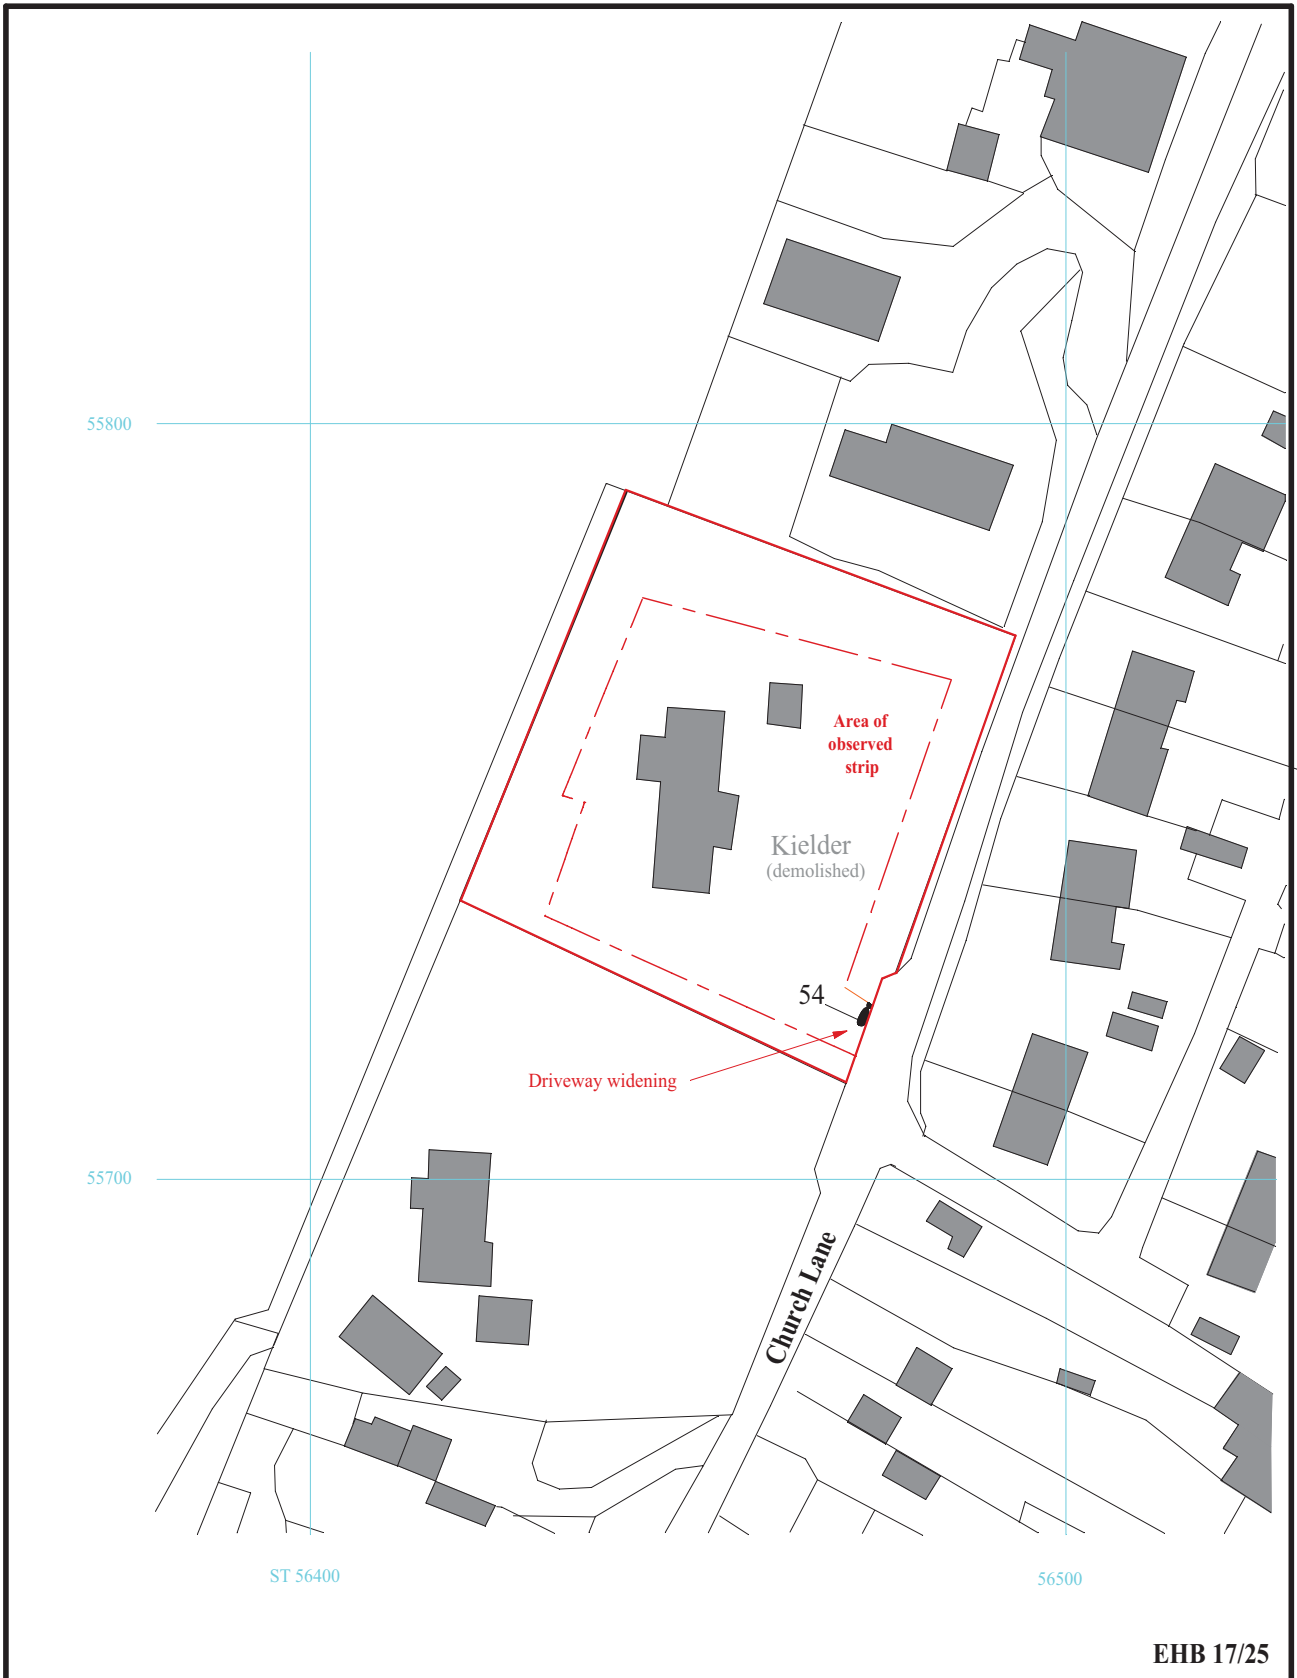 55800
Area of
observed
strip
Kielder
(demolished)
54
Driveway widening
55700
Church Lane
ST 56400
56500
EHB 17/25